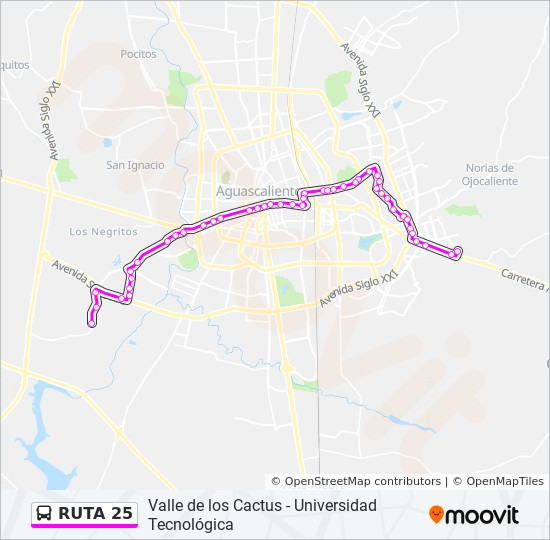 Pocitos
quitos
Avenida Siglo XXI
Avenida Siglo XXI
San Ignacio
Norias de
Ojocaliente
Aguascaliente
Los Negritos
Avenida S
Avenida Siglo XXI
Carretera A
© OpenStreetMap contributors | © OpenMapTiles
RUTA 25
Valle de los Cactus - Universidad
Tecnológica
moovit